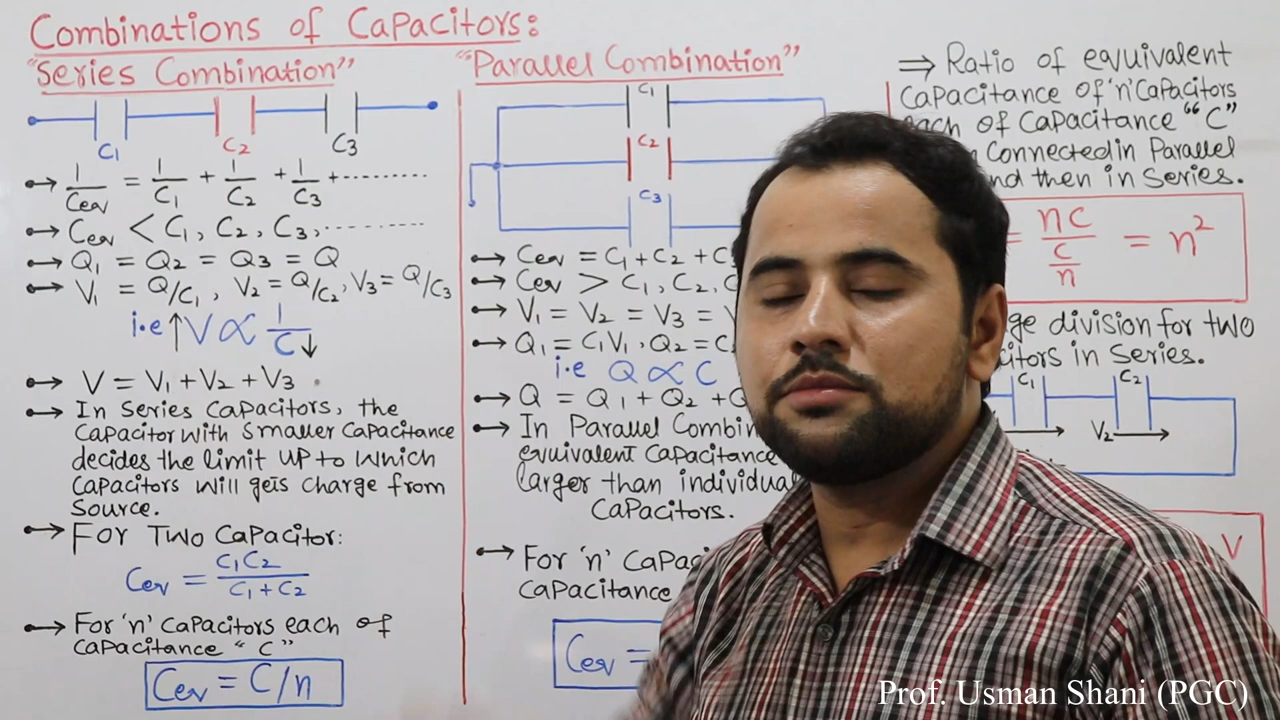 Combinations of Capacitors:
"Series Combination"
C1 C2 C3
→ 1/Ceq = 1/C1 + 1/C2 + 1/C3 + ........
→ Ceq < C1, C2, C3, ........
→ Q1 = Q2 = Q3 = Q
→ V1 = Q/C1, V2 = Q/C2, V3 = Q/C3
i.e ↑V ∝ 1/C↓
→ V = V1 + V2 + V3
→ In Series Capacitors, the
Capacitor with smaller capacitance
decides the limit up to which
Capacitors will gets charge from
source.
→ For Two Capacitor:
Ceq = C1C2/C1+C2
→ For 'n' capacitors each of
capacitance "C"
Ceq = C/n
"Parallel Combination"
C1
C2
C3
→ Ceq = C1 + C2 +
→ Ceq > C1, C2,
→ V1 = V2 = V3 =
→ Q1 = C1V1, Q2 =
i.e Q ∝ C
→ Q = Q1 + Q2 +
→ In Parallel
equivalent capacitance
larger than individual
Capacitors.
→ For 'n'
capacitance
Ceq =
⇒ Ratio of equivalent
capacitance of 'n' Capacitors
of capacitance "C"
Connected in Parallel
then in series.
= nc/(c/n) = n²
division for two
in Series.
C1 C2
V2
V
Prof. Usman Shani (PGC)